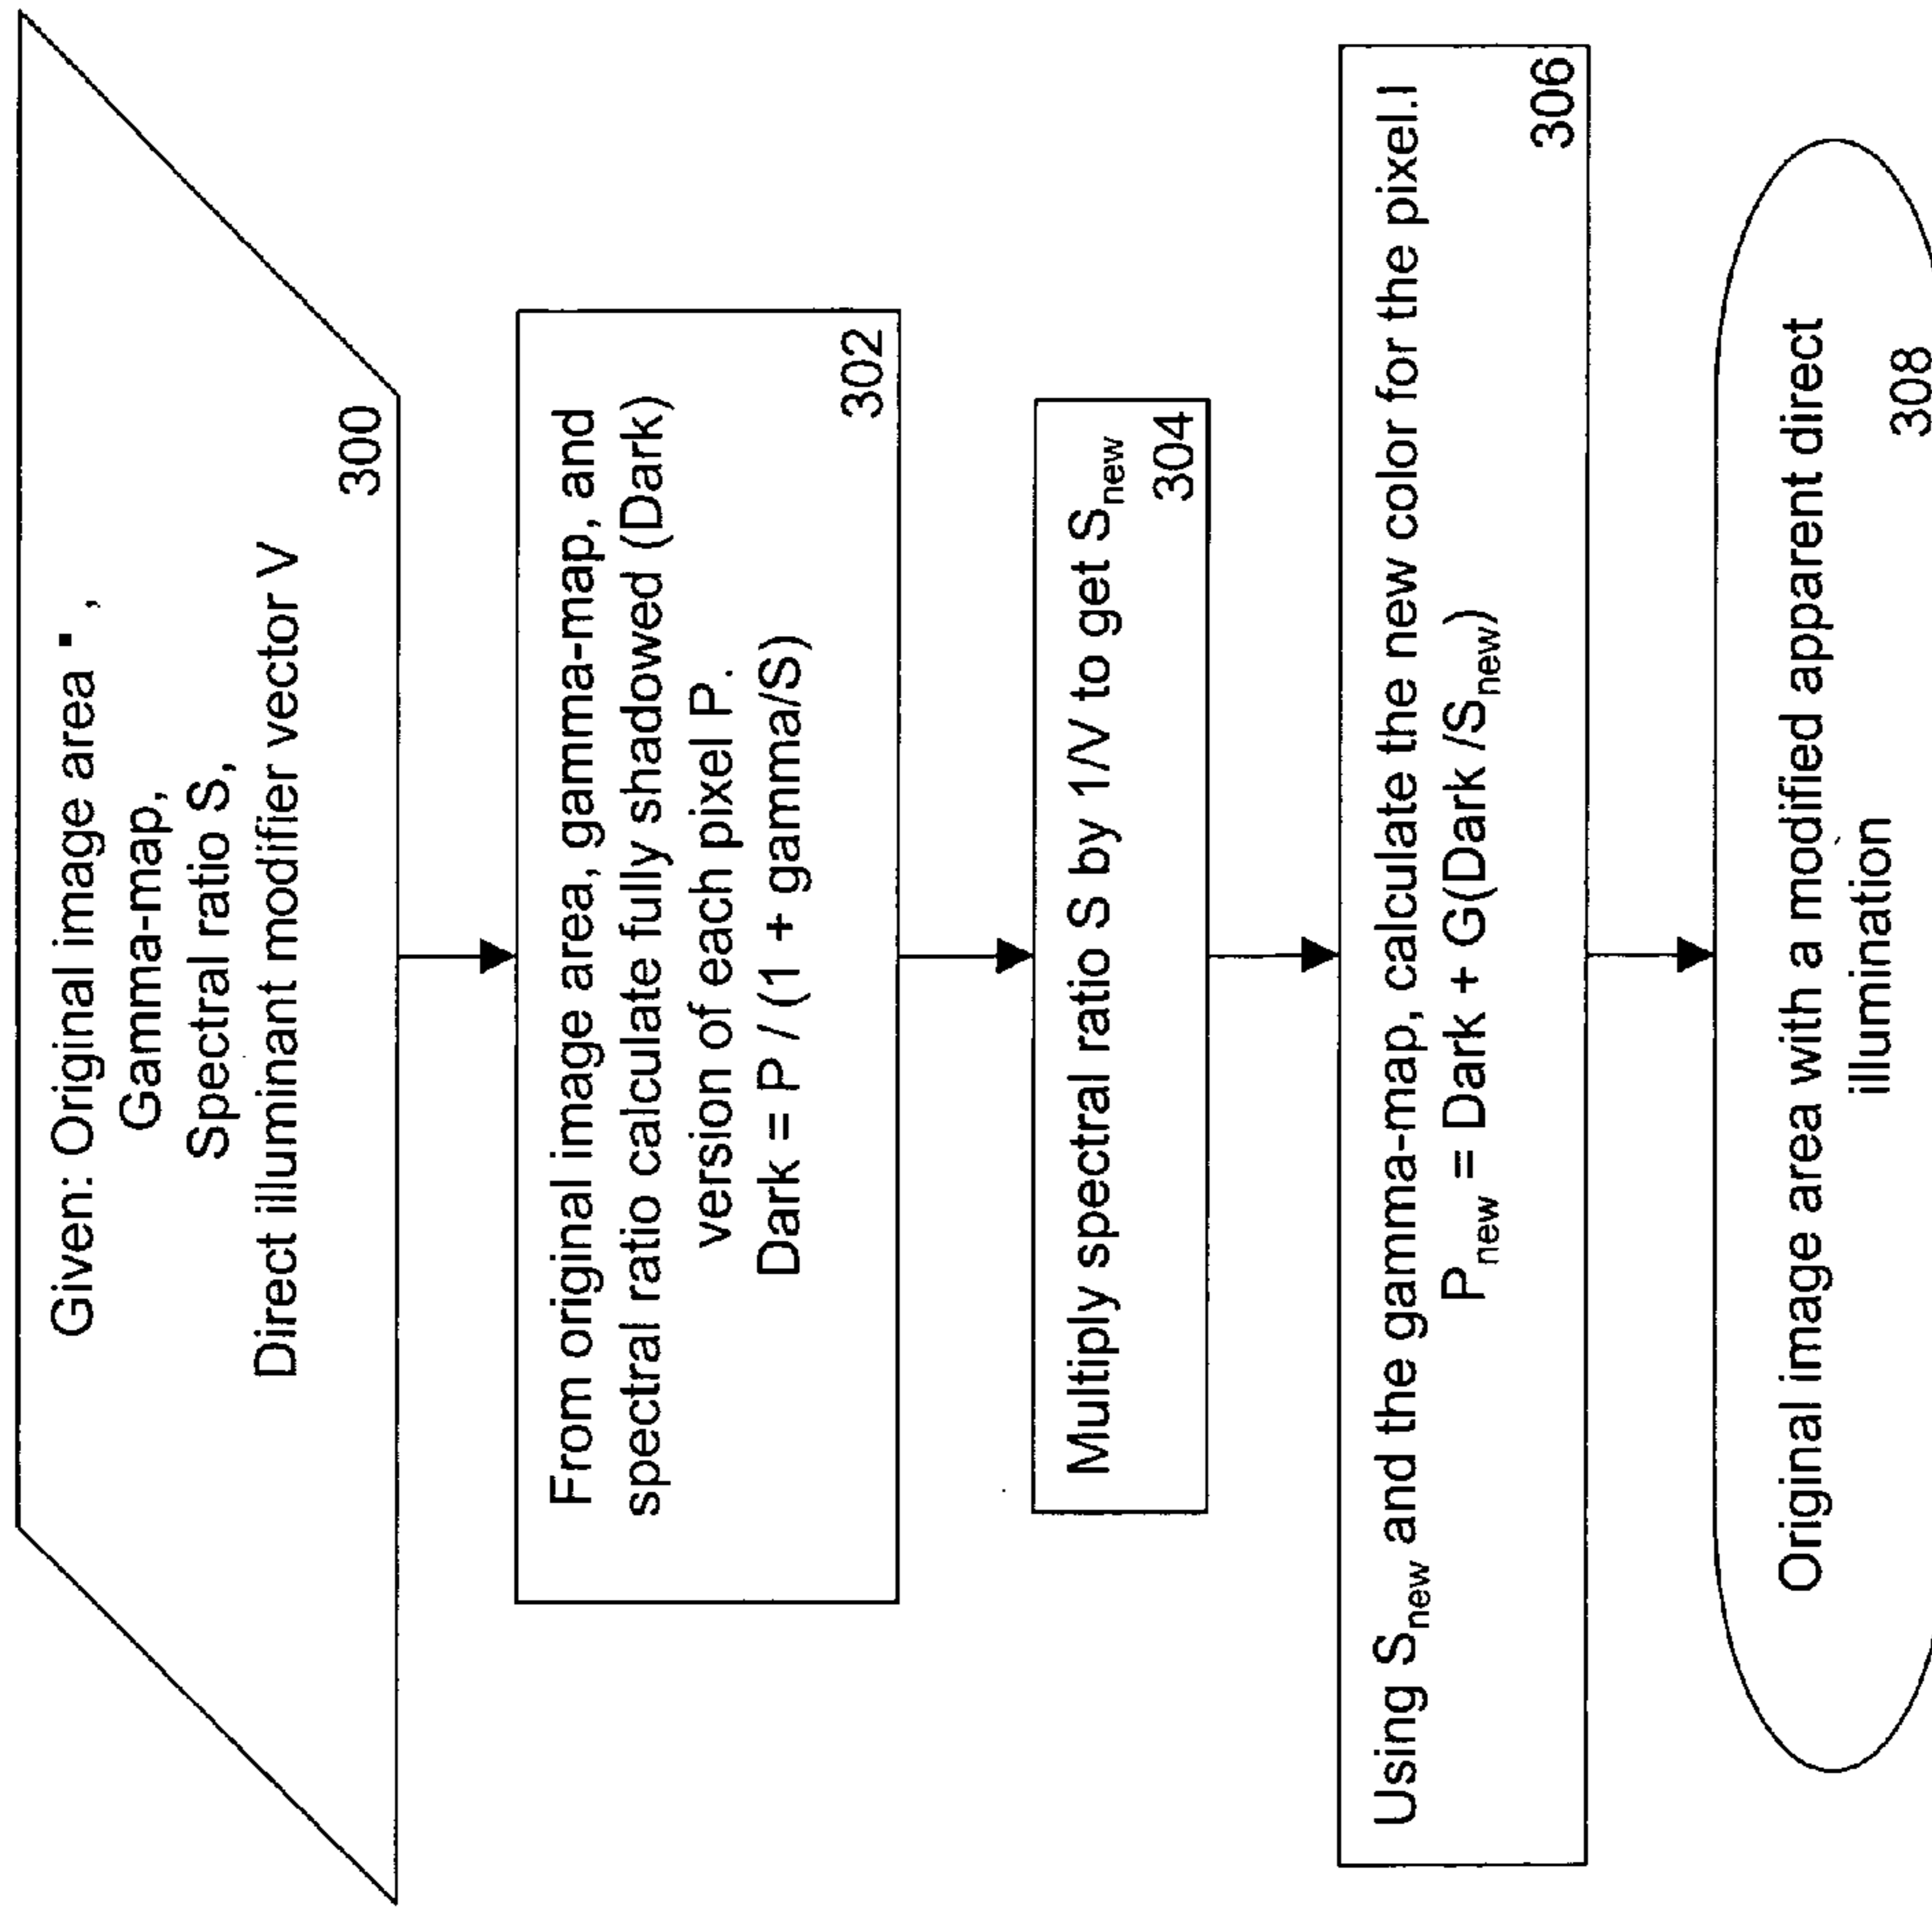 Given: Original image area ▪ ,
Gamma-map,
Spectral ratio S,
Direct illuminant modifier vector V
300
From original image area, gamma-map, and
spectral ratio calculate fully shadowed (Dark)
version of each pixel P.
Dark = P / (1 + gamma/S)
302
Multiply spectral ratio S by 1/V to get Snew
304
Using Snew and the gamma-map, calculate the new color for the pixel.I
Pnew = Dark + G(Dark /Snew)
306
Original image area with a modified apparent direct
illumination
308